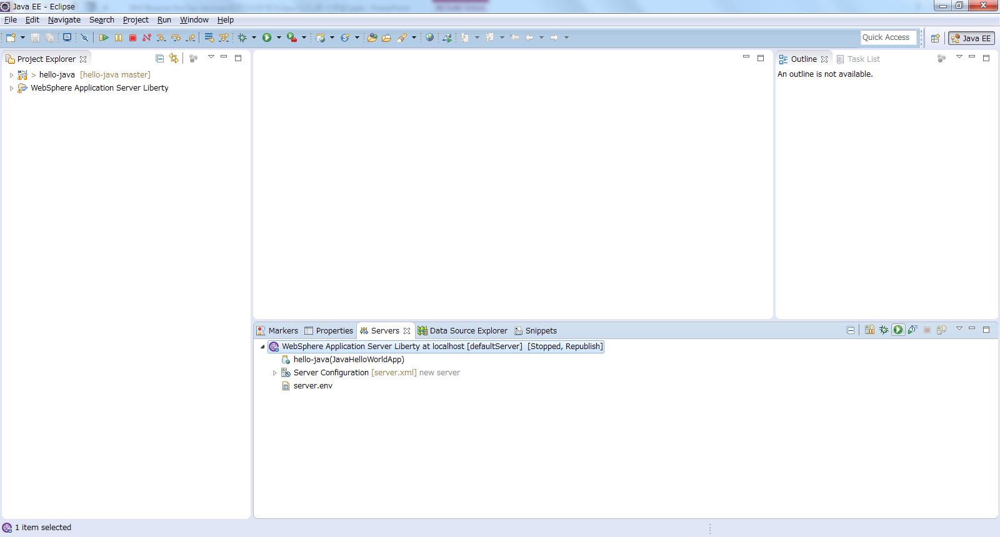 Java EE - Eclipse
File Edit Navigate Search Project Run Window Help
Quick Access
Java EE
Project Explorer
> hello-java [hello-java master]
WebSphere Application Server Liberty
Outline Task List
An outline is not available.
Markers Properties Servers Data Source Explorer Snippets
WebSphere Application Server Liberty at localhost [defaultServer] [Stopped, Republish]
hello-java(JavaHelloWorldApp)
Server Configuration [server.xml] new server
server.env
1 item selected